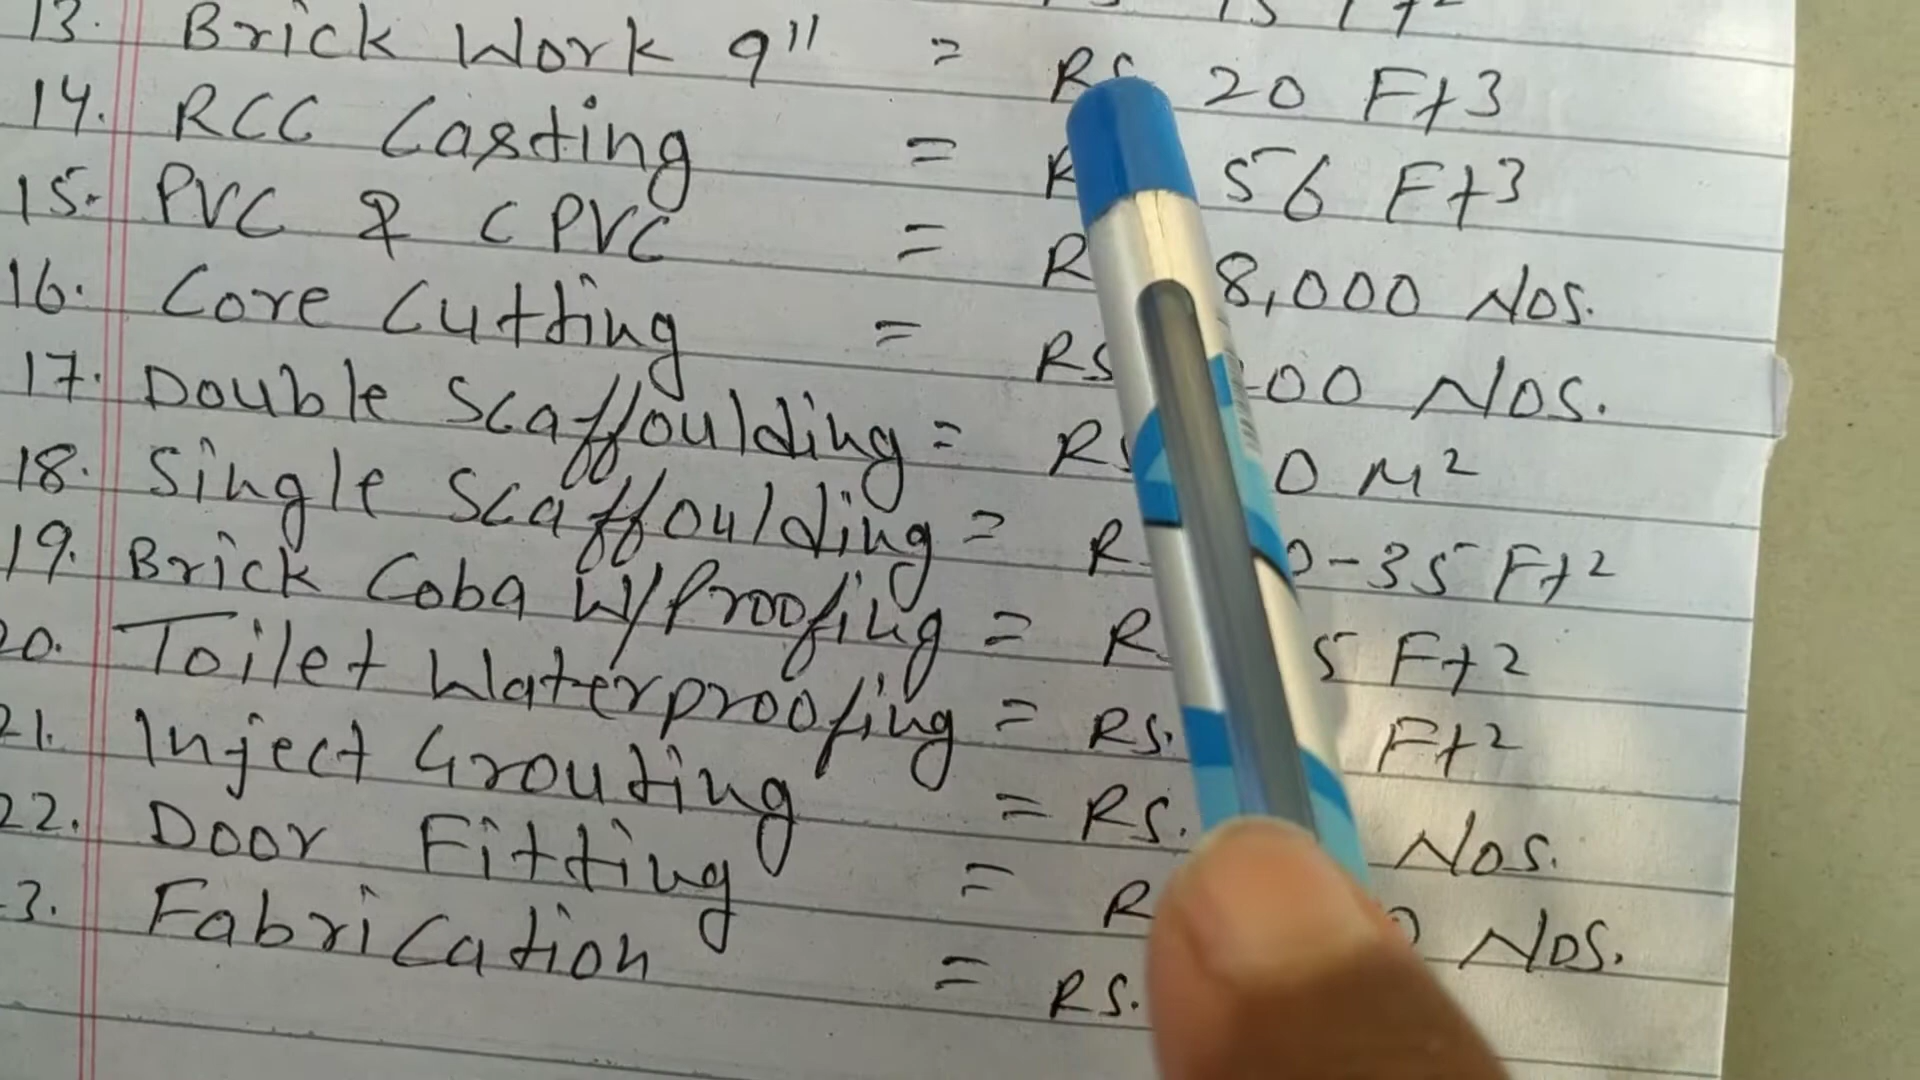 13. Brick Work 9" = RS 20 Ft3
14. RCC Casting = 56 Ft3
15. PVC & CPVC = 8,000 Nos.
16. Core Cutting = RS 00 Nos.
17. Double Scaffoulding = RS 0 M²
18. Single Scaffoulding = -35 Ft²
19. Brick Coba W/Proofing = 5 Ft2
20. Toilet Waterproofing = RS. Ft²
21. Inject Grouting = RS. Nos.
22. Door Fitting = Nos.
3. Fabrication = RS.